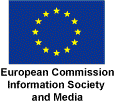 European Commission
Information Society
and Media